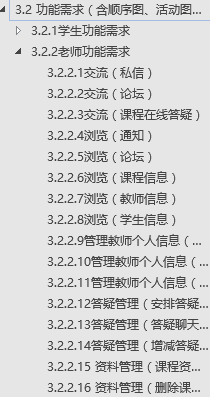 3.2 功能需求（含顺序图、活动图...
3.2.1学生功能需求
3.2.2老师功能需求
3.2.2.1交流（私信）
3.2.2.2交流（论坛）
3.2.2.3交流（课程在线答疑）
3.2.2.4浏览（通知）
3.2.2.5浏览（论坛）
3.2.2.6浏览（课程信息）
3.2.2.7浏览（教师信息）
3.2.2.8浏览（学生信息）
3.2.2.9管理教师个人信息（...
3.2.2.10管理教师个人信息（...
3.2.2.11管理教师个人信息（...
3.2.2.12答疑管理（安排答疑...
3.2.2.13答疑管理（答疑聊天...
3.2.2.14答疑管理（增减答疑...
3.2.2.15 资料管理（课程资...
3.2.2.16 资料管理（删除课...